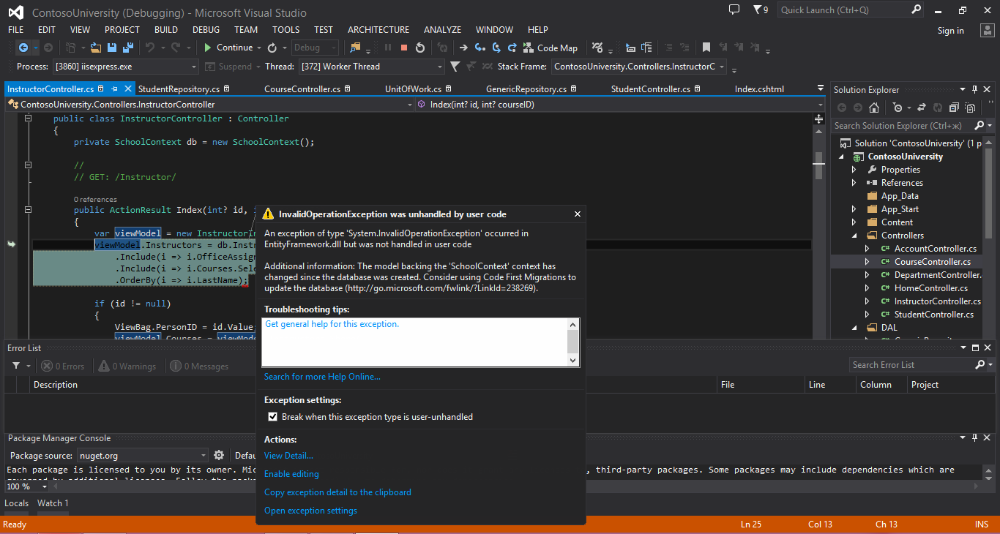 ContosoUniversity (Debugging) - Microsoft Visual Studio
9
Quick Launch (Ctrl+Q)
FILE EDIT VIEW PROJECT BUILD DEBUG TEAM TOOLS TEST ARCHITECTURE ANALYZE WINDOW HELP
Sign in
Continue Debug Code Map
Process: [3860] iisexpress.exe Suspend Thread: [372] Worker Thread Stack Frame: ContosoUniversity.Controllers.InstructorC
InstructorController.cs StudentRepository.cs CourseController.cs UnitOfWork.cs GenericRepository.cs StudentController.cs Index.cshtml
ContosoUniversity.Controllers.InstructorController Index(int? id, int? courseID)
public class InstructorController : Controller
{
private SchoolContext db = new SchoolContext();
//
// GET: /Instructor/
0 references
public ActionResult Index(int? id, i
{
var viewModel = new InstructorIn
viewModel.Instructors = db.Instr
.Include(i => i.OfficeAssign
.Include(i => i.Courses.Sele
.OrderBy(i => i.LastName);
if (id != null)
{
ViewBag.PersonID = id.Value;
viewModel.Courses = viewMode
InvalidOperationException was unhandled by user code
An exception of type 'System.InvalidOperationException' occurred in
EntityFramework.dll but was not handled in user code
Additional information: The model backing the 'SchoolContext' context has
changed since the database was created. Consider using Code First Migrations to
update the database (http://go.microsoft.com/fwlink/?LinkId=238269).
Troubleshooting tips:
Get general help for this exception.
Search for more Help Online...
Exception settings:
Break when this exception type is user-unhandled
Actions:
View Detail...
Enable editing
Copy exception detail to the clipboard
Open exception settings
Solution Explorer
Search Solution Explorer (Ctrl+ж)
Solution 'ContosoUniversity' (1 p
ContosoUniversity
Properties
References
App_Data
App_Start
Content
Controllers
C# AccountController.cs
C# CourseController.cs
C# DepartmentController.
C# HomeController.cs
C# InstructorController.cs
C# StudentController.cs
DAL
Error List
0 Errors 0 Warnings 0 Messages
Search Error List
Description File Line Column Project
Package Manager Console
Package source: nuget.org Defau
Each package is licensed to you by its owner. Mic , third-party packages. Some packages may include dependencies which are
100 %
Locals Watch 1
Ready Ln 25 Col 13 Ch 13 INS